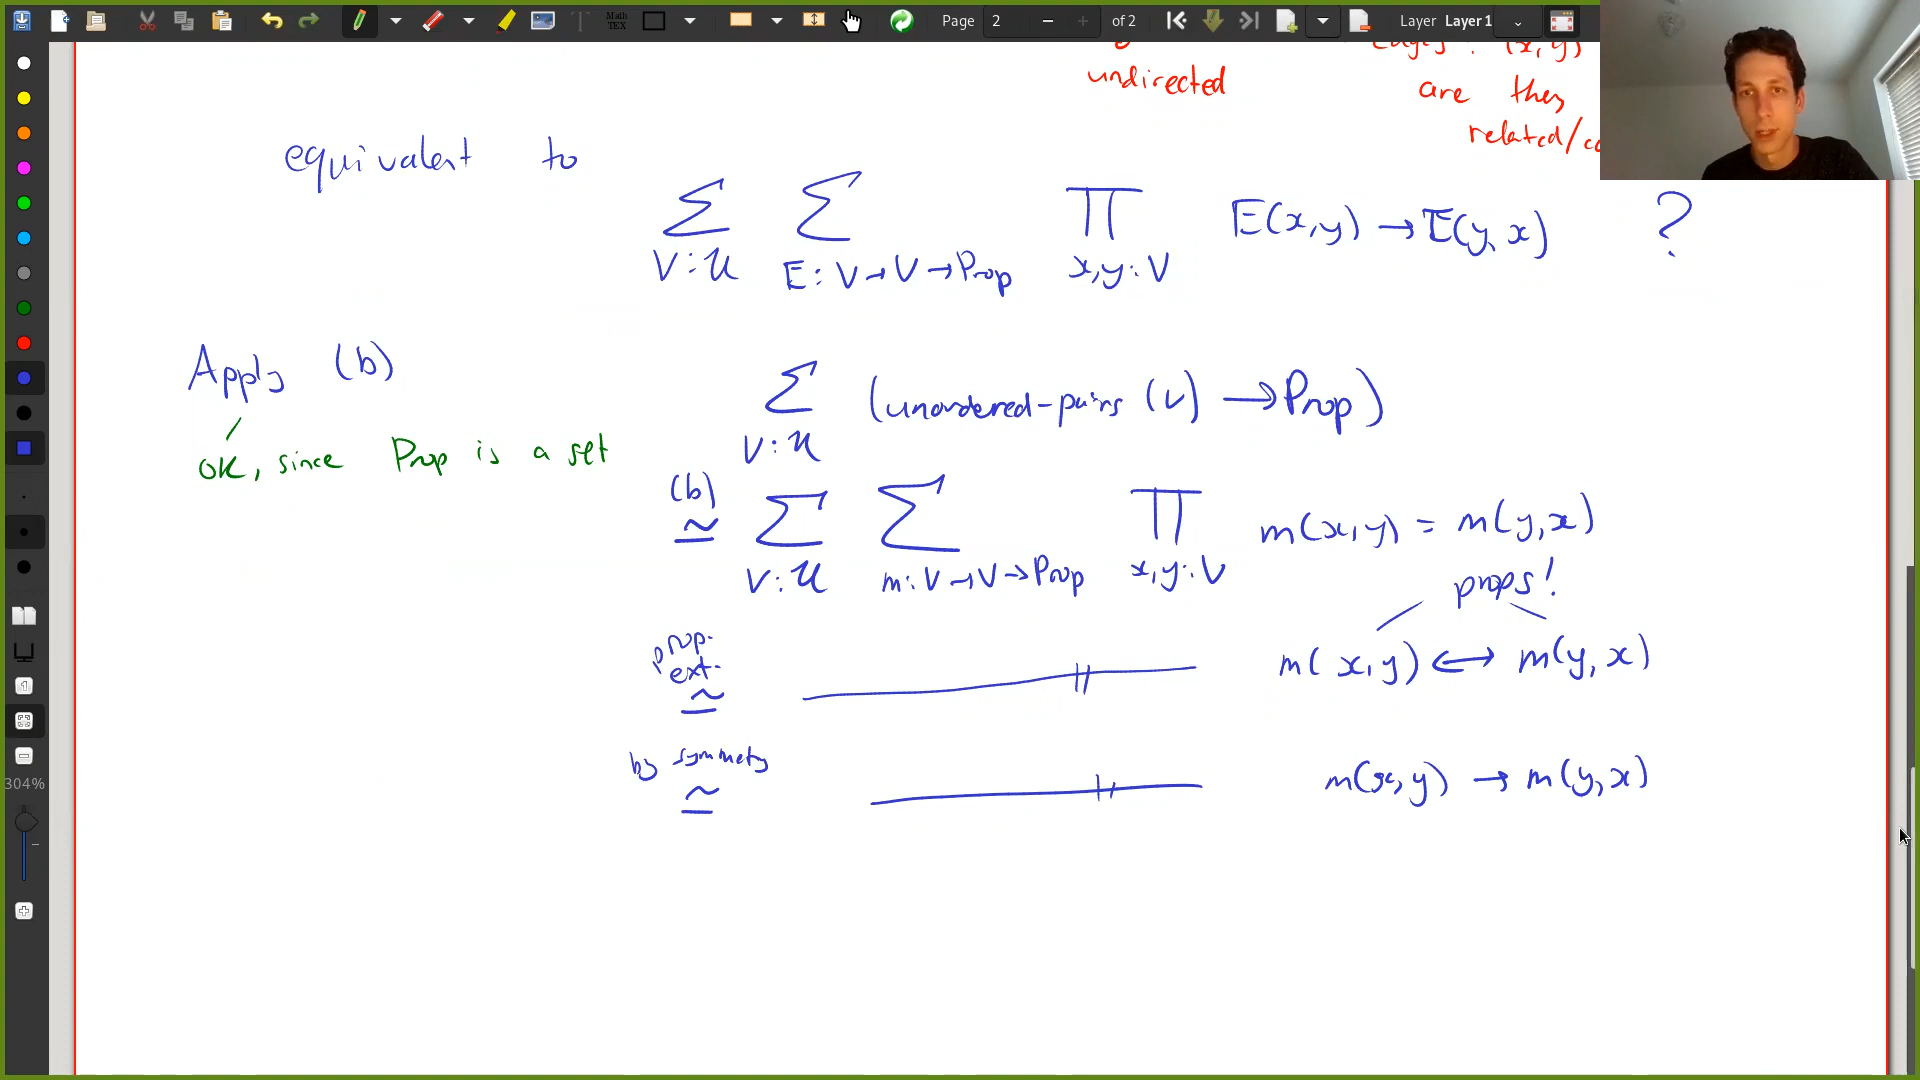 Page 2 of 2 Layer Layer 1
undirected
are they
related/
equivalent to
Σ Σ Π E(x,y) → E(y,x) ?
V:U E:V→V→Prop x,y:V
Apply (b)
ok, since Prop is a set
Σ (unordered-pairs (V) → Prop)
V:U
(b)
≃ Σ Σ Π m(x,y) = m(y,x)
V:U m:V→V→Prop x,y:V
props!
prop.
ext.
≃ —||— m(x,y) ↔ m(y,x)
by symmety
≃ —||— m(x,y) → m(y,x)
304%